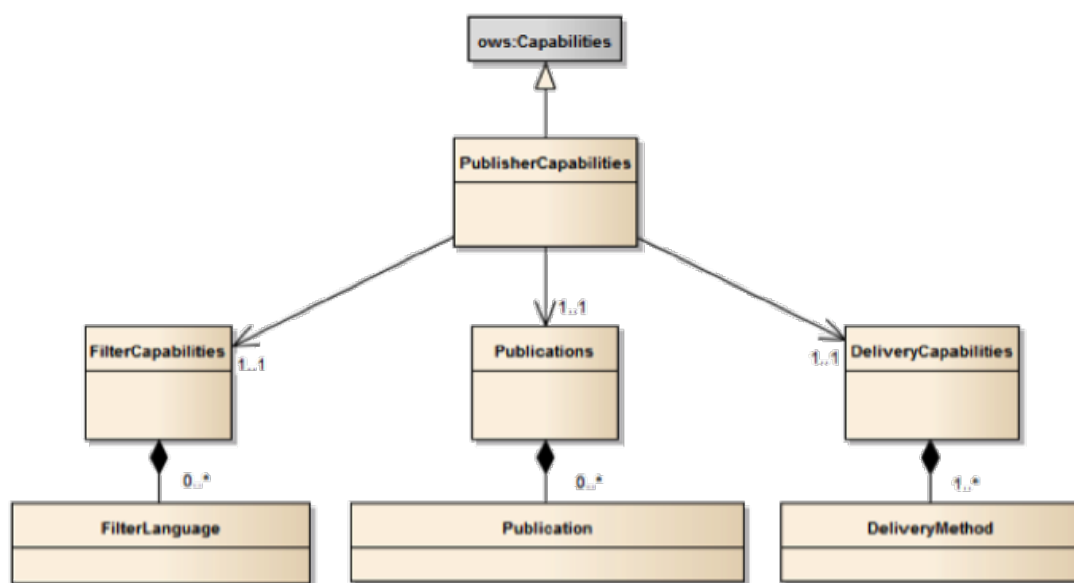 ows:Capabilities
PublisherCapabilities
1..1
FilterCapabilities
Publications
DeliveryCapabilities
1..1
1..1
0..*
0..*
1..*
FilterLanguage
Publication
DeliveryMethod